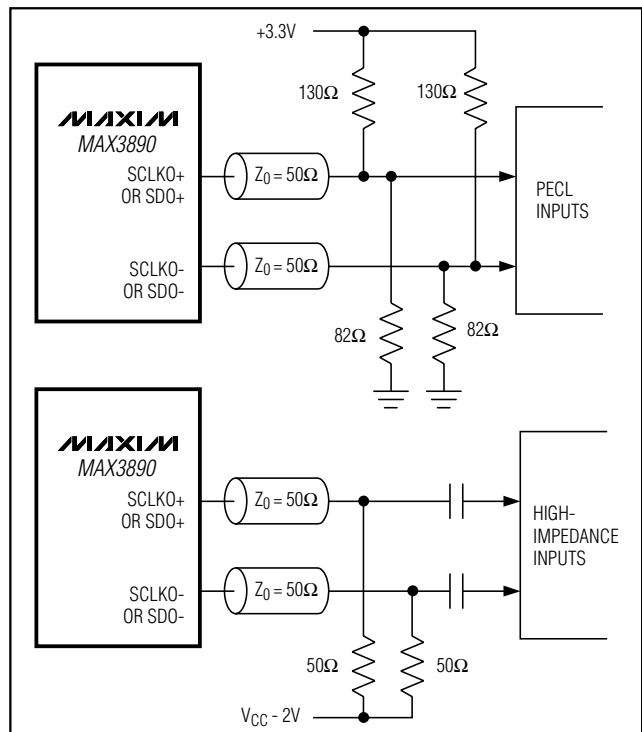 +3.3V
130Ω
130Ω
MAXIM
MAX3890
SCLKO+
OR SDO+
Z0 = 50Ω
PECL
INPUTS
SCLKO-
OR SDO-
Z0 = 50Ω
82Ω
82Ω
MAXIM
MAX3890
SCLKO+
OR SDO+
Z0 = 50Ω
HIGH-
IMPEDANCE
INPUTS
SCLKO-
OR SDO-
Z0 = 50Ω
50Ω
50Ω
VCC - 2V